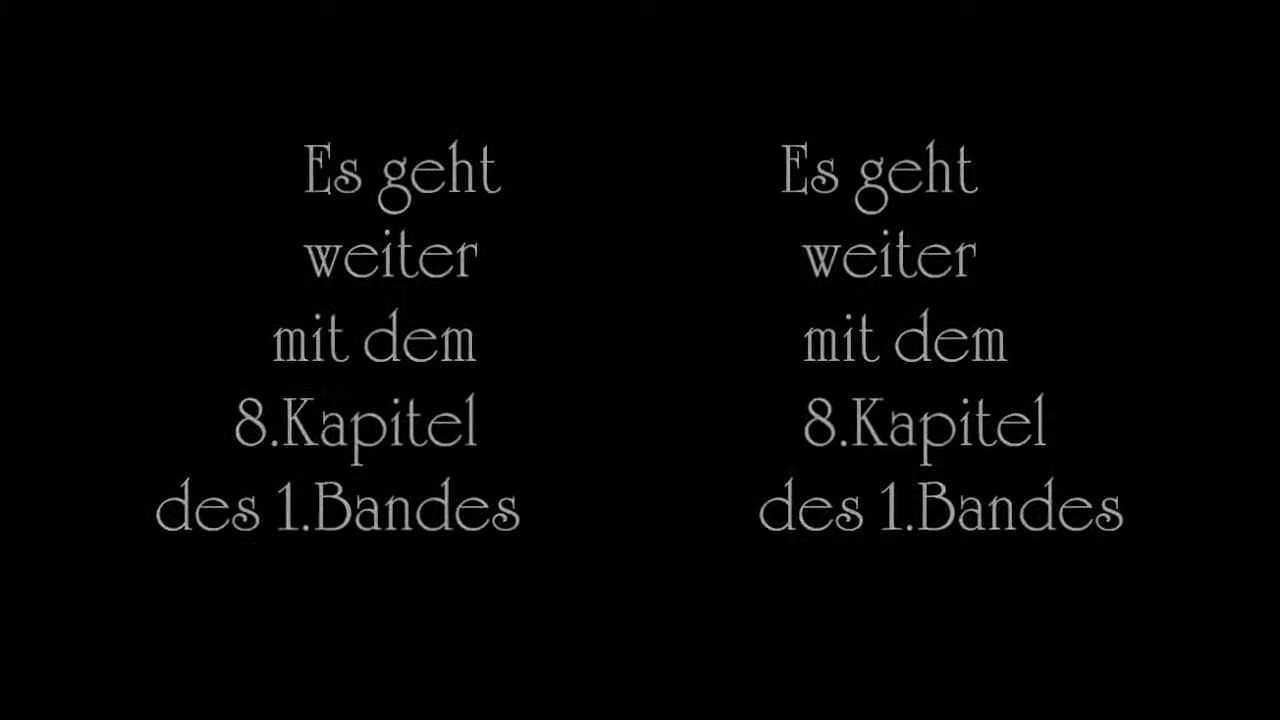 Es geht
weiter
mit dem
8.Kapitel
des 1.Bandes
Es geht
weiter
mit dem
8.Kapitel
des 1.Bandes